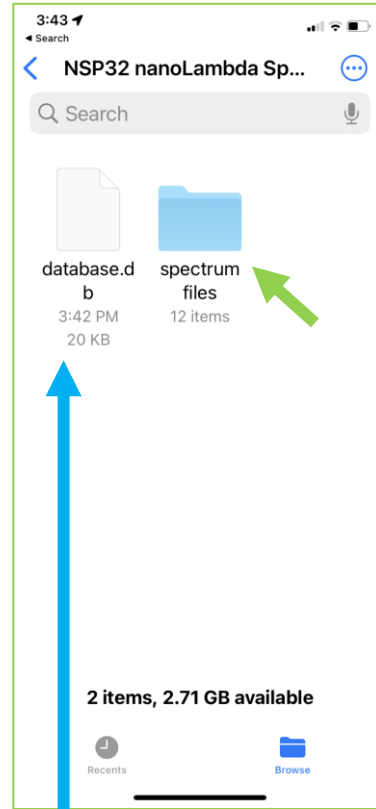 3:43
Search
NSP32 nanoLambda Sp...
Search
database.d
b
3:42 PM
20 KB
spectrum
files
12 items
2 items, 2.71 GB available
Recents
Browse